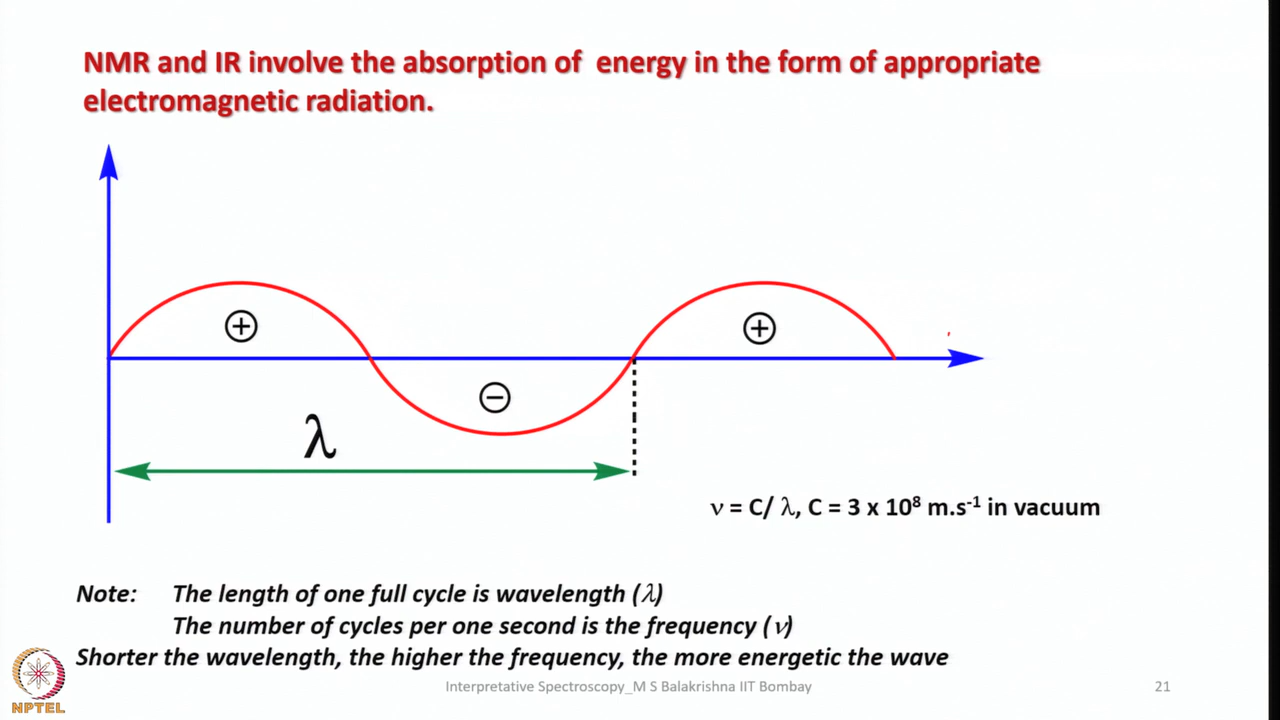 NMR and IR involve the absorption of energy in the form of appropriate
electromagnetic radiation.
⊕
⊕
⊖
λ
ν = C/ λ, C = 3 x 10⁸ m.s⁻¹ in vacuum
Note: The length of one full cycle is wavelength (λ)
The number of cycles per one second is the frequency (ν)
Shorter the wavelength, the higher the frequency, the more energetic the wave
NPTEL
Interpretative Spectroscopy_M S Balakrishna IIT Bombay
21